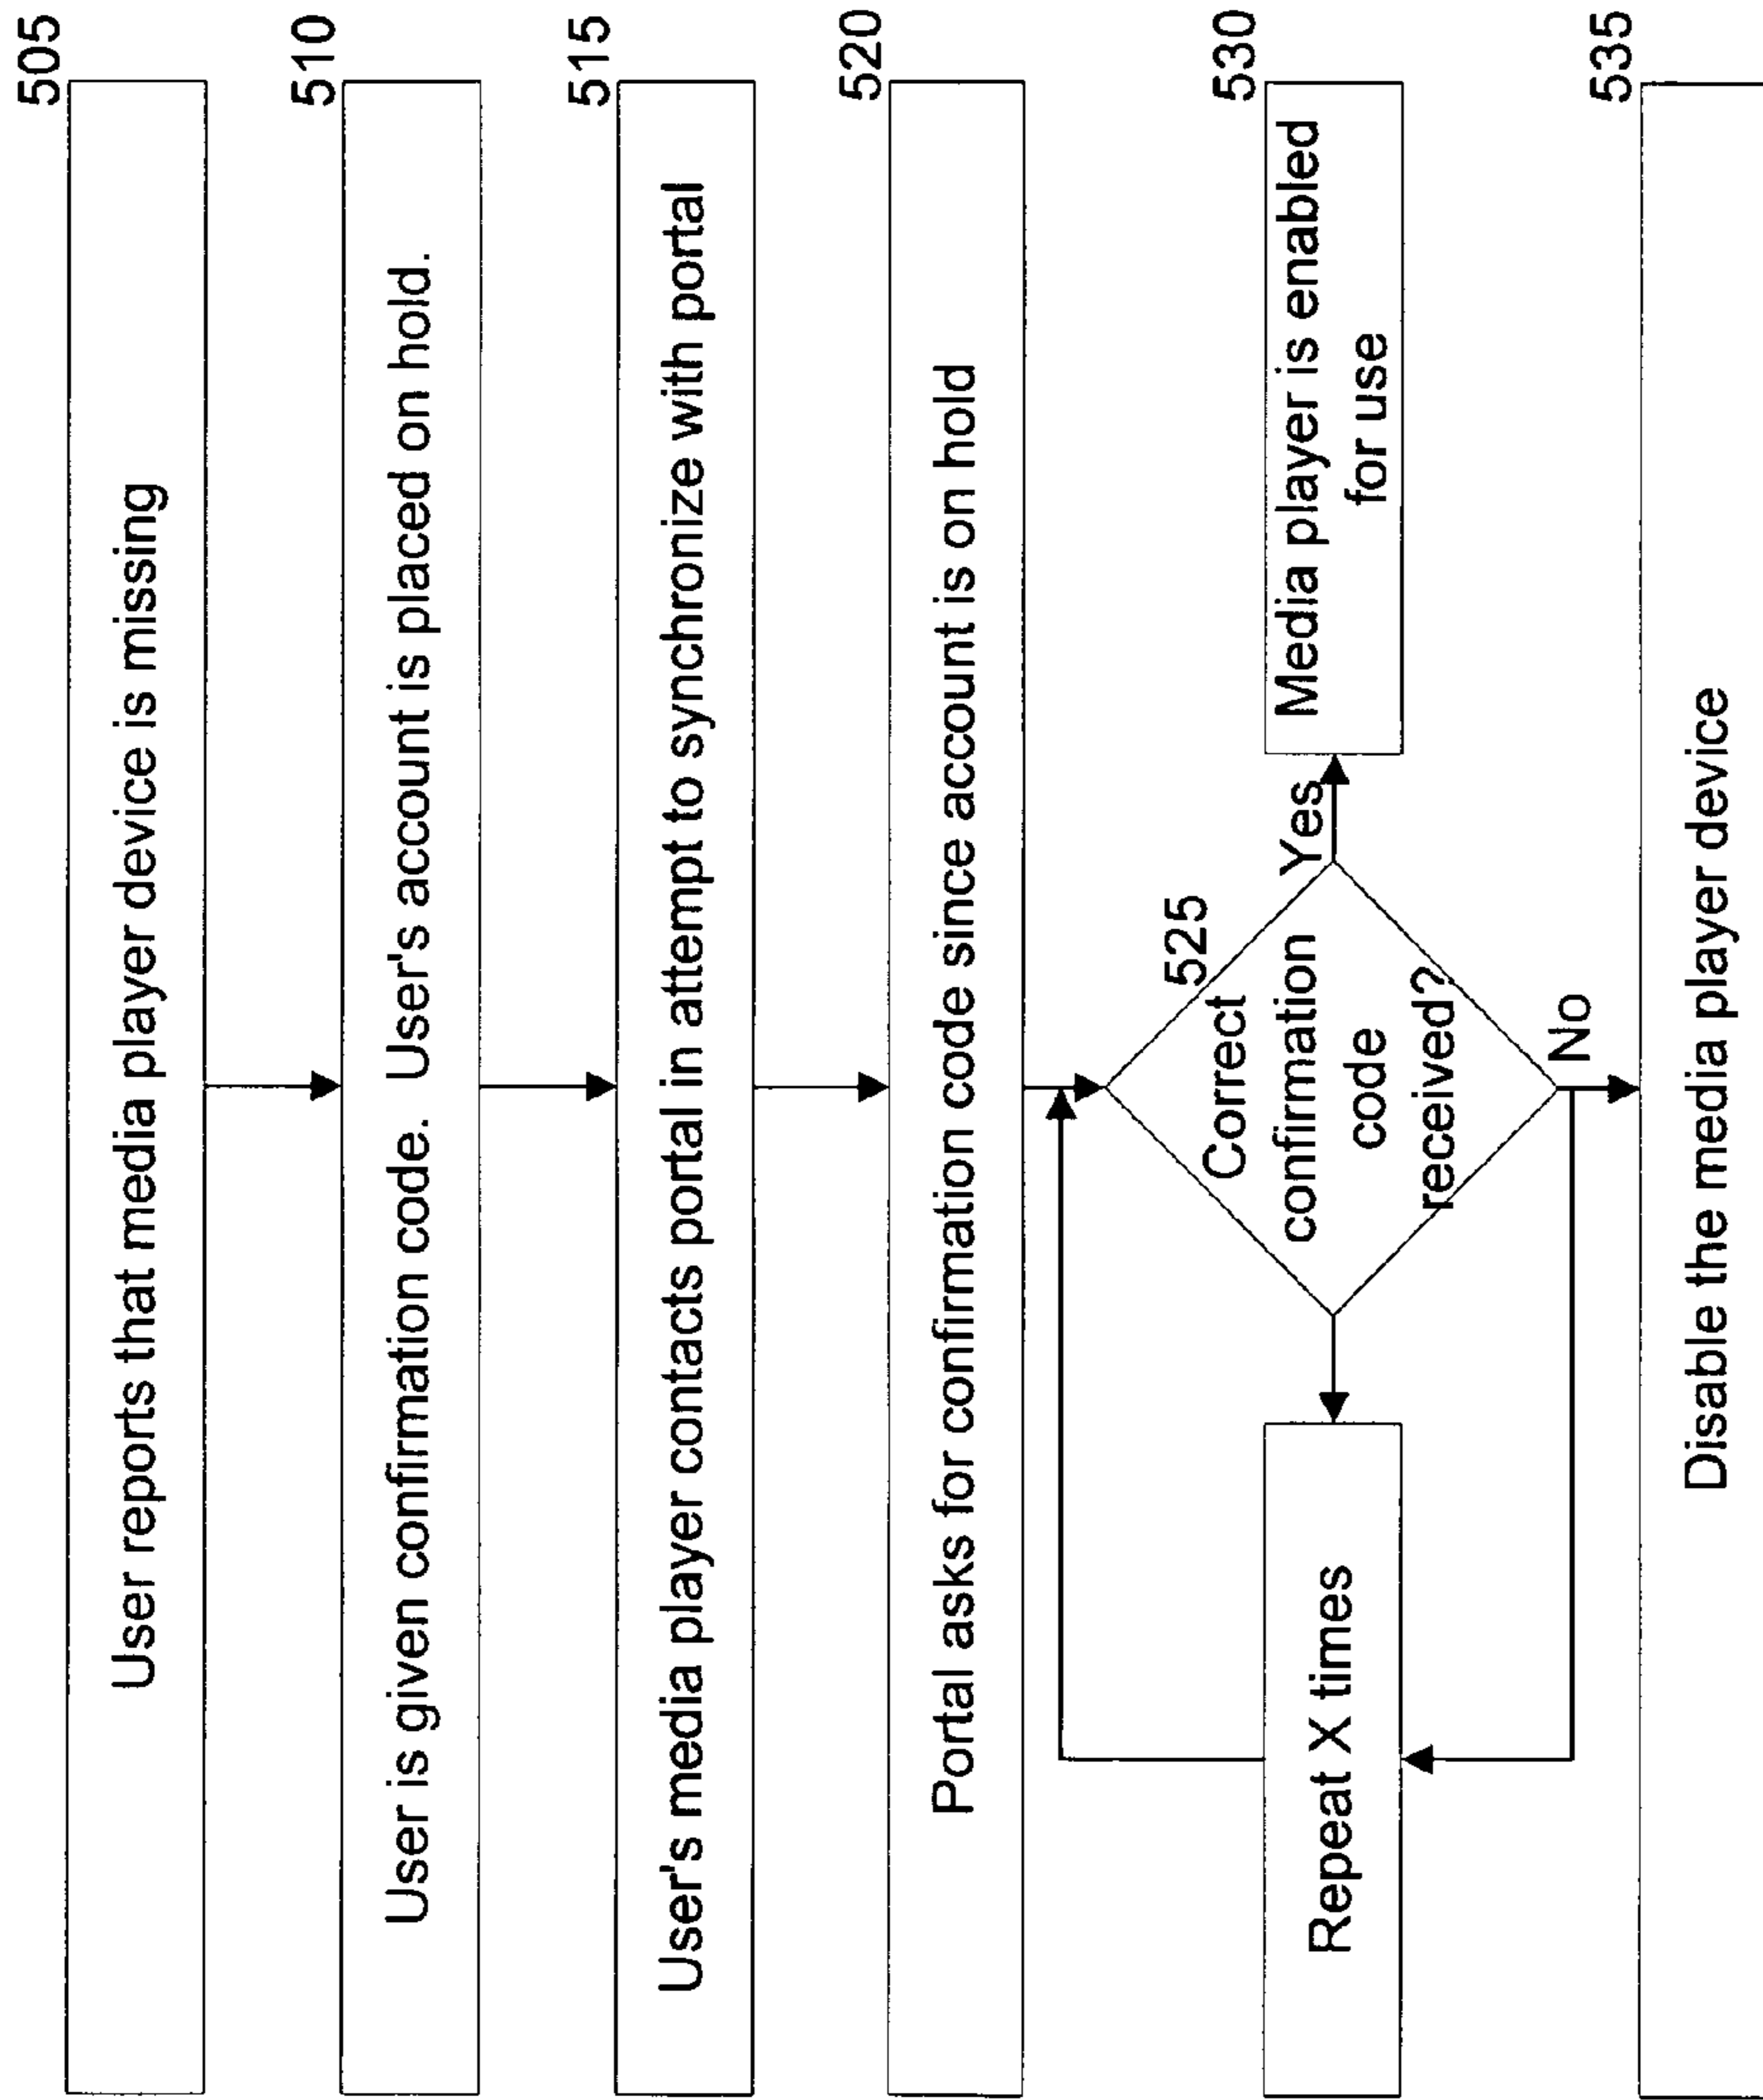 505
User reports that media player device is missing
510
User is given confirmation code.  User's account is placed on hold.
515
User's media player contacts portal in attempt to synchronize with portal
520
Portal asks for confirmation code since account is on hold
525
Correct
confirmation
code
received?
Yes
No
Repeat X times
530
Media player is enabled
for use
535
Disable the media player device